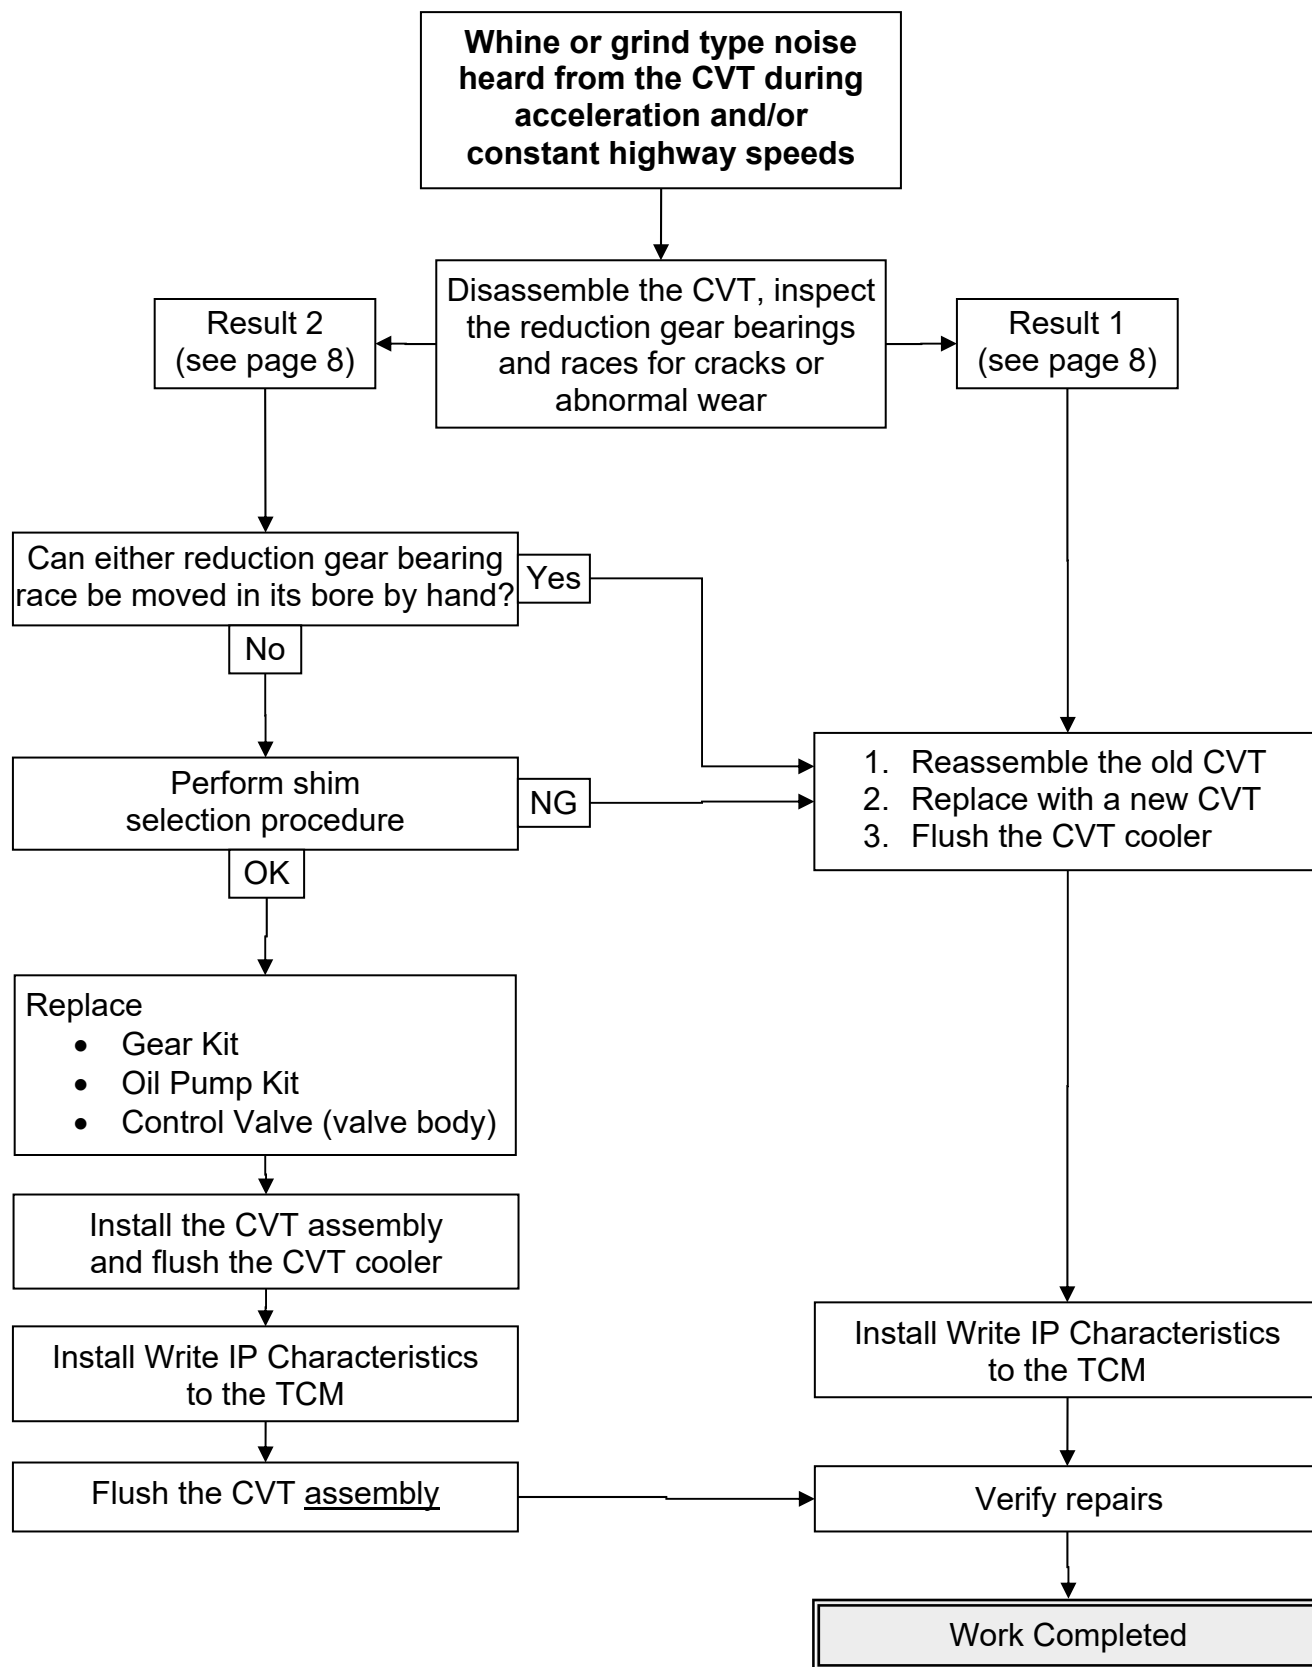 Whine or grind type noise
heard from the CVT during
acceleration and/or
constant highway speeds
Disassemble the CVT, inspect
the reduction gear bearings
and races for cracks or
abnormal wear
Result 2
(see page 8)
Result 1
(see page 8)
Can either reduction gear bearing
race be moved in its bore by hand?
Yes
No
Perform shim
selection procedure
NG
OK
1. Reassemble the old CVT
2. Replace with a new CVT
3. Flush the CVT cooler
Replace
• Gear Kit
• Oil Pump Kit
• Control Valve (valve body)
Install the CVT assembly
and flush the CVT cooler
Install Write IP Characteristics
to the TCM
Flush the CVT assembly
Install Write IP Characteristics
to the TCM
Verify repairs
Work Completed